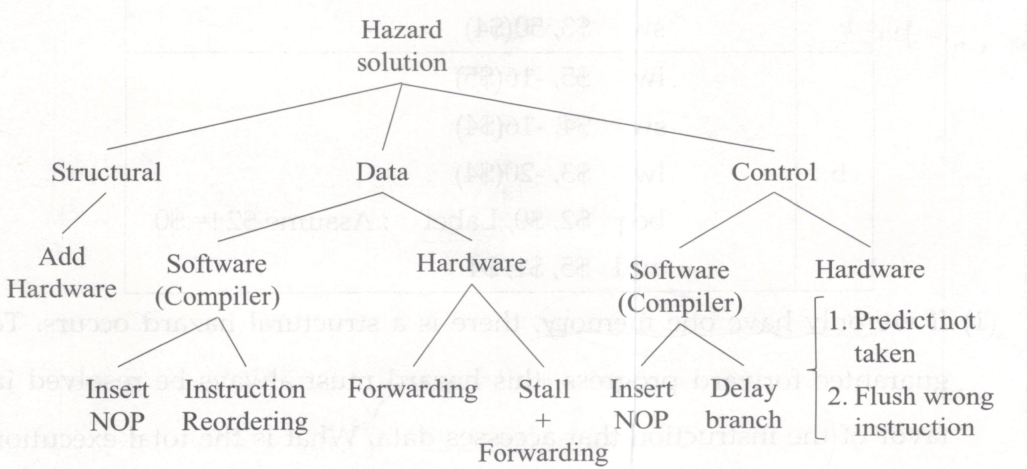 Hazard
solution
Structural
Data
Control
Add
Hardware
Software
(Compiler)
Hardware
Software
(Compiler)
Hardware
Insert
NOP
Instruction
Reordering
Forwarding
Stall
+
Forwarding
Insert
NOP
Delay
branch
1. Predict not
taken
2. Flush wrong
instruction